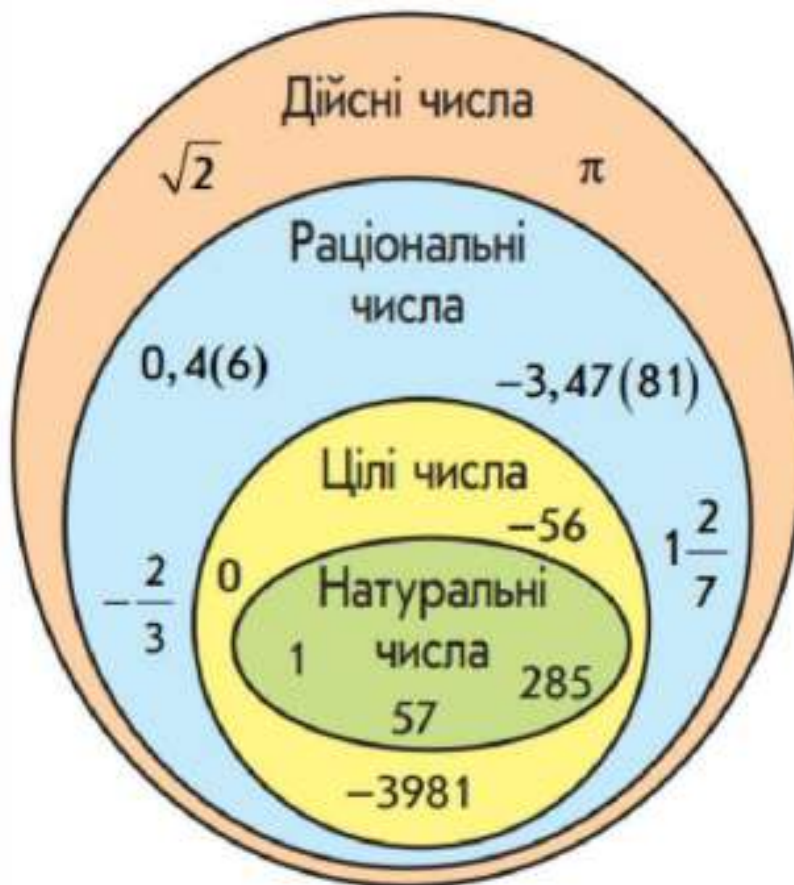 Дійсні числа
√2 π
Раціональні
числа
0,4(6) −3,47(81)
Цілі числа
−56
−2/3 0 1 2/7
Натуральні
числа
1 285
57
−3981